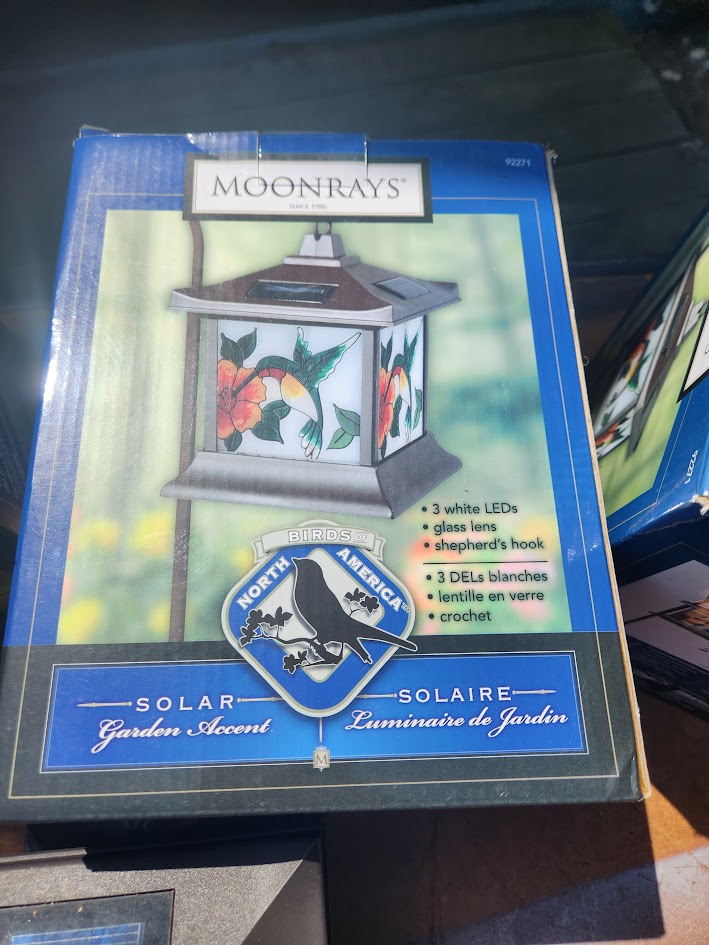 92271
MOONRAYS®
SINCE 1986
• 3 white LEDs
• glass lens
• shepherd's hook
• 3 DELs blanches
• lentille en verre
• crochet
BIRDS OF
NORTH AMERICA
SOLAR
Garden Accent
SOLAIRE
Luminaire de Jardin
M
92271